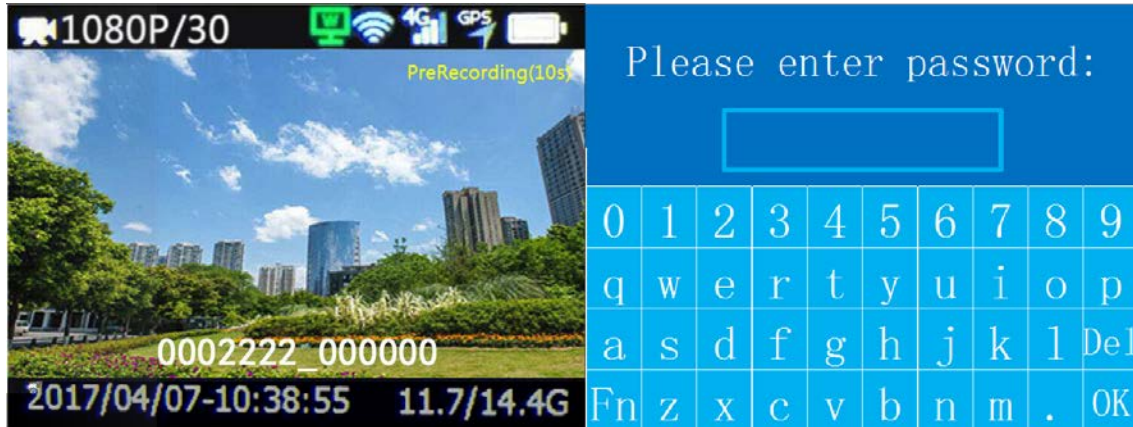 1080P/30 W 4G GPS
PreRecording(10s)
0002222_000000
2017/04/07-10:38:55 11.7/14.4G
Please enter password:
0 1 2 3 4 5 6 7 8 9
q w e r t y u i o p
a s d f g h j k l Del
Fn z x c v b n m . OK